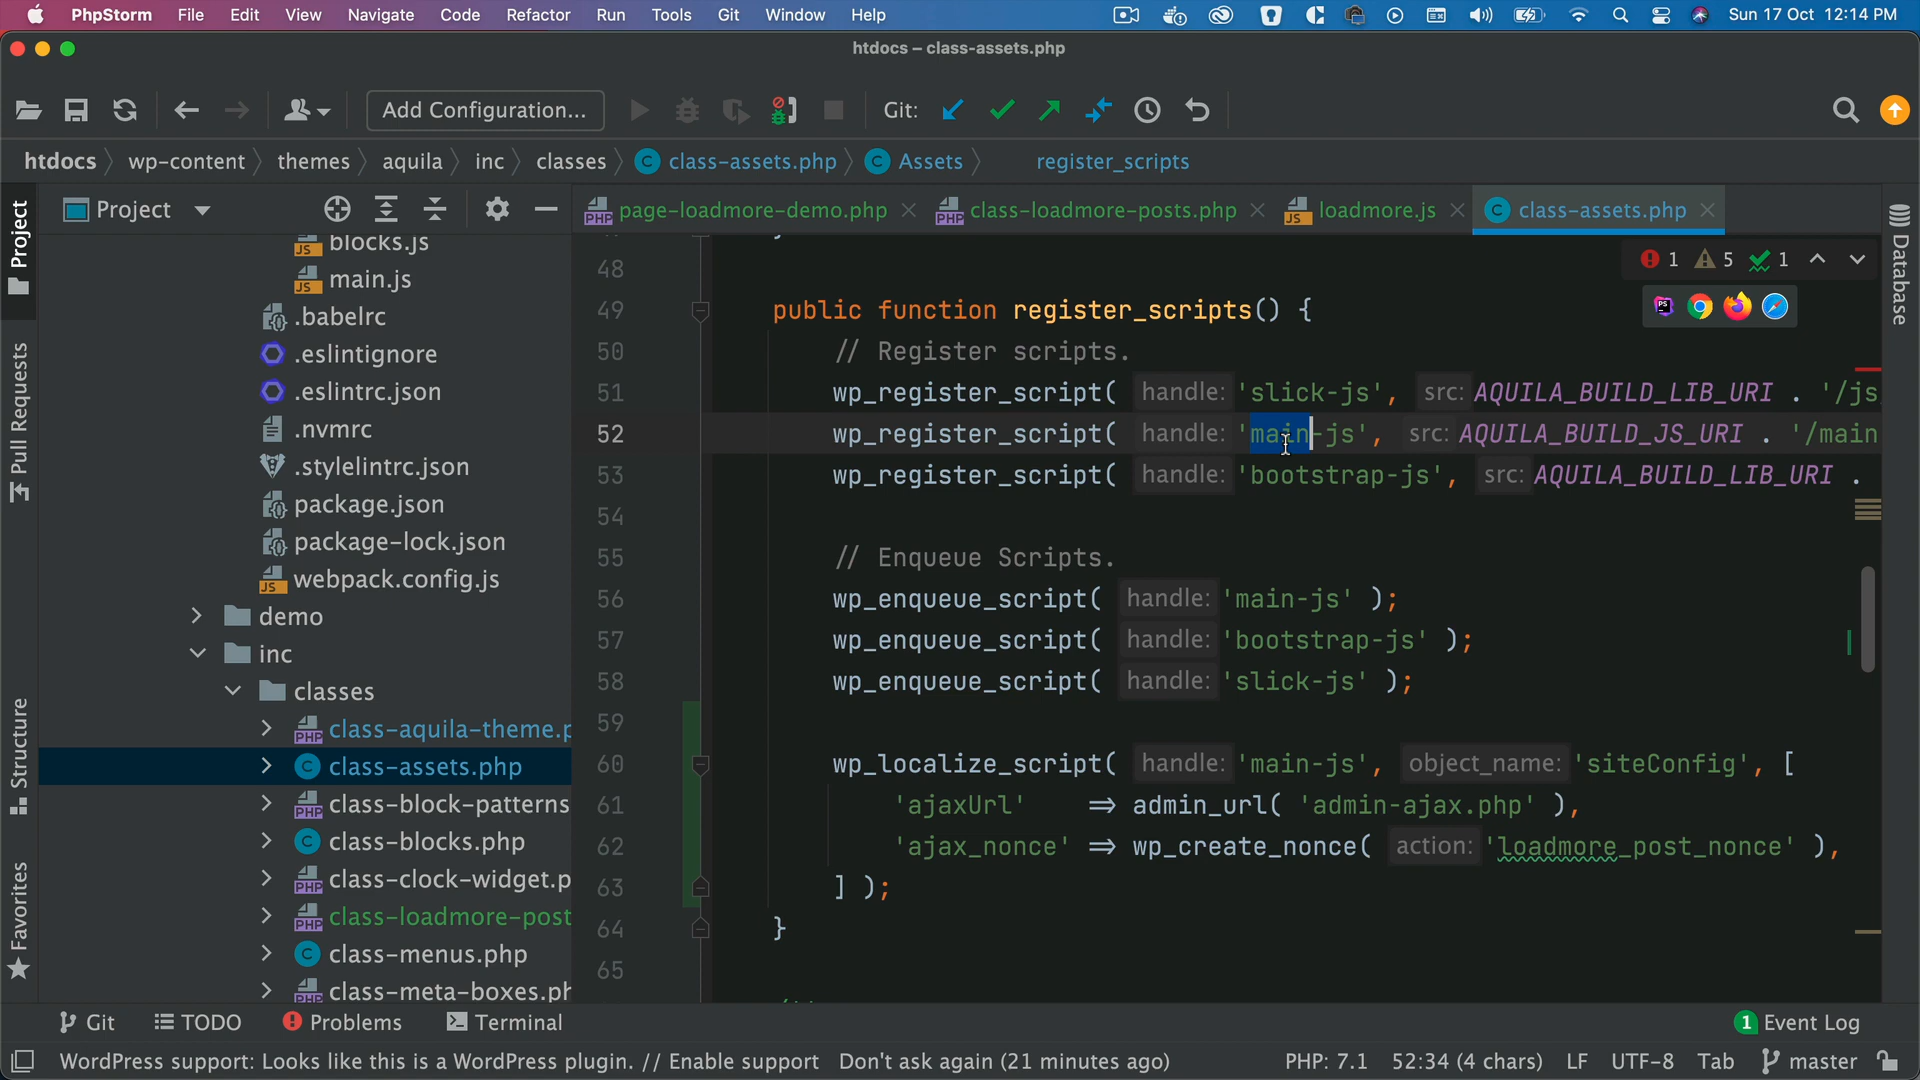 PhpStorm File Edit View Navigate Code Refactor Run Tools Git Window Help Sun 17 Oct 12:14 PM
htdocs – class-assets.php
Add Configuration... Git:
htdocs wp-content themes aquila inc classes class-assets.php Assets register_scripts
Project
page-loadmore-demo.php
class-loadmore-posts.php
loadmore.js
class-assets.php
Project
Pull Requests
Structure
Favorites
Database
blocks.js
main.js
.babelrc
.eslintignore
.eslintrc.json
.nvmrc
.stylelintrc.json
package.json
package-lock.json
webpack.config.js
demo
inc
classes
class-aquila-theme.p
class-assets.php
class-block-patterns
class-blocks.php
class-clock-widget.p
class-loadmore-post
class-menus.php
class-meta-boxes.ph
1 5 1
48
49 public function register_scripts() {
50 // Register scripts.
51 wp_register_script( handle: 'slick-js', src: AQUILA_BUILD_LIB_URI . '/js
52 wp_register_script( handle: 'main-js', src: AQUILA_BUILD_JS_URI . '/main
53 wp_register_script( handle: 'bootstrap-js', src: AQUILA_BUILD_LIB_URI .
54
55 // Enqueue Scripts.
56 wp_enqueue_script( handle: 'main-js' );
57 wp_enqueue_script( handle: 'bootstrap-js' );
58 wp_enqueue_script( handle: 'slick-js' );
59
60 wp_localize_script( handle: 'main-js', object_name: 'siteConfig', [
61 'ajaxUrl' => admin_url( 'admin-ajax.php' ),
62 'ajax_nonce' => wp_create_nonce( action: 'loadmore_post_nonce' ),
63 ] );
64 }
65
Git TODO Problems Terminal 1 Event Log
WordPress support: Looks like this is a WordPress plugin. // Enable support Don't ask again (21 minutes ago) PHP: 7.1 52:34 (4 chars) LF UTF-8 Tab master